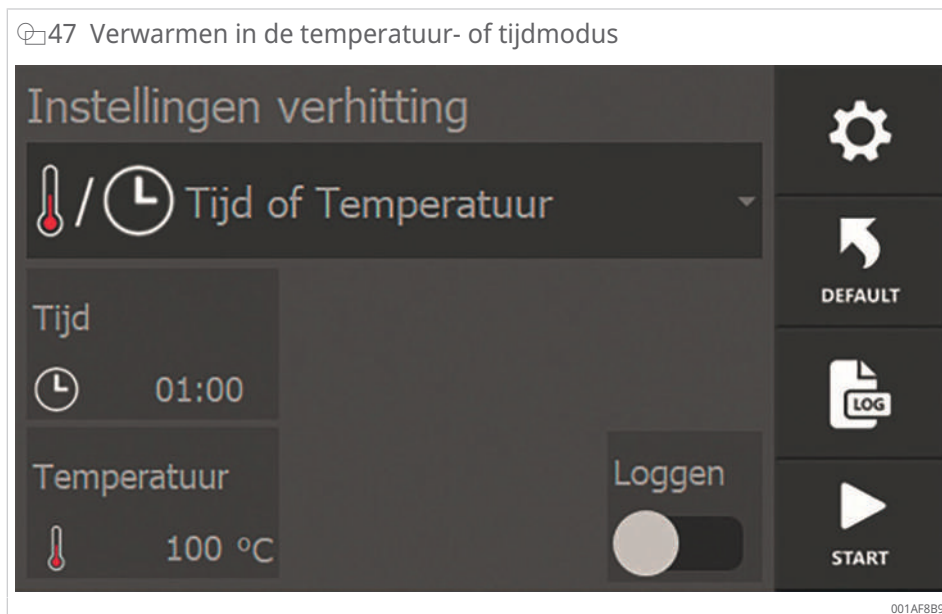 47 Verwarmen in de temperatuur- of tijdmodus
Instellingen verhitting
/ Tijd of Temperatuur
DEFAULT
Tijd
01:00
LOG
Temperatuur
100 °C
Loggen
START
001AF8B9